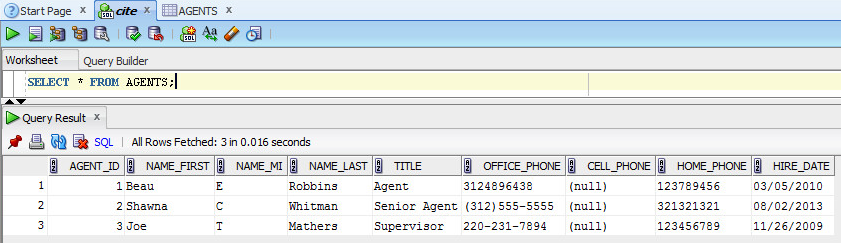 Start Page x cite x AGENTS x
Worksheet Query Builder
SELECT * FROM AGENTS;
Query Result x
SQL | All Rows Fetched: 3 in 0.016 seconds
AGENT_ID NAME_FIRST NAME_MI NAME_LAST TITLE OFFICE_PHONE CELL_PHONE HOME_PHONE HIRE_DATE
1 1 Beau E Robbins Agent 3124896438 (null) 123789456 03/05/2010
2 2 Shawna C Whitman Senior Agent (312)555-5555 (null) 321321321 08/02/2013
3 3 Joe T Mathers Supervisor 220-231-7894 (null) 123456789 11/26/2009